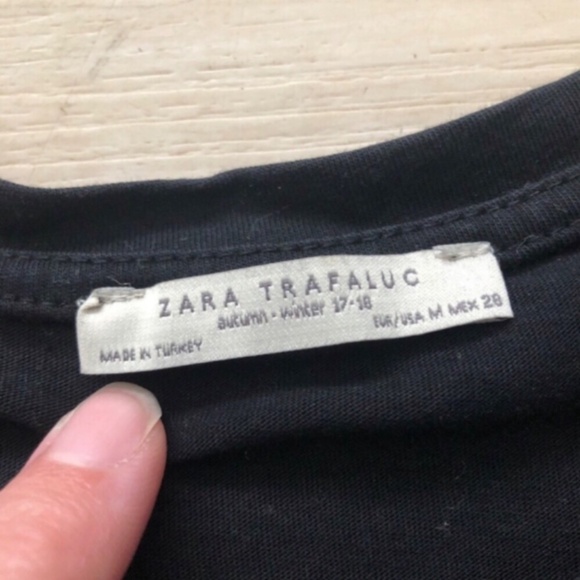 ZARA TRAFALUC
autumn - winter 17-18
EUR/USA M MEX 28
MADE IN TURKEY